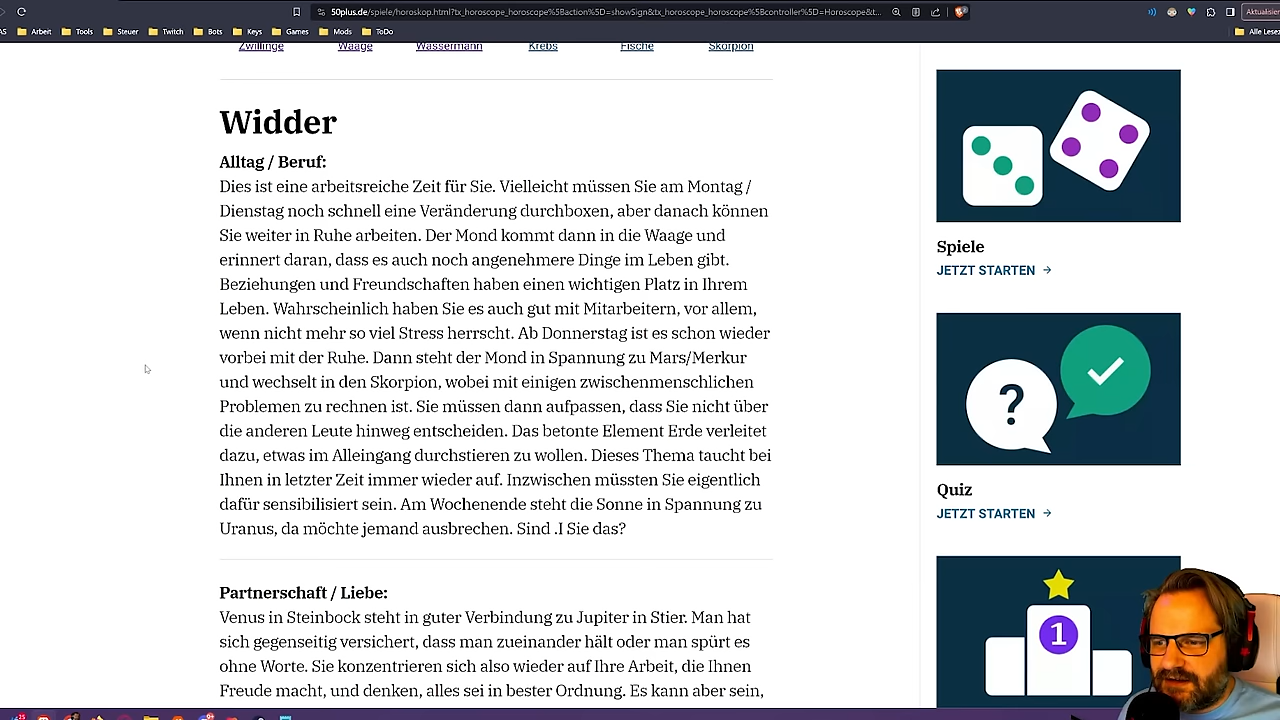 50plus.de/spiele/horoskop.html?tx_horoscope_horoscope%5Baction%5D=showSign&tx_horoscope_horoscope%5Bcontroller%5D=Horoscope&t...
Aktualisier
AS Arbeit Tools Steuer Twitch Bots Keys Games Mods ToDo
Alle Lesez
Zwillinge Waage Wassermann Krebs Fische Skorpion
Widder
Alltag / Beruf:
Dies ist eine arbeitsreiche Zeit für Sie. Vielleicht müssen Sie am Montag /
Dienstag noch schnell eine Veränderung durchboxen, aber danach können
Sie weiter in Ruhe arbeiten. Der Mond kommt dann in die Waage und
erinnert daran, dass es auch noch angenehmere Dinge im Leben gibt.
Beziehungen und Freundschaften haben einen wichtigen Platz in Ihrem
Leben. Wahrscheinlich haben Sie es auch gut mit Mitarbeitern, vor allem,
wenn nicht mehr so viel Stress herrscht. Ab Donnerstag ist es schon wieder
vorbei mit der Ruhe. Dann steht der Mond in Spannung zu Mars/Merkur
und wechselt in den Skorpion, wobei mit einigen zwischenmenschlichen
Problemen zu rechnen ist. Sie müssen dann aufpassen, dass Sie nicht über
die anderen Leute hinweg entscheiden. Das betonte Element Erde verleitet
dazu, etwas im Alleingang durchstieren zu wollen. Dieses Thema taucht bei
Ihnen in letzter Zeit immer wieder auf. Inzwischen müssten Sie eigentlich
dafür sensibilisiert sein. Am Wochenende steht die Sonne in Spannung zu
Uranus, da möchte jemand ausbrechen. Sind .I Sie das?
Partnerschaft / Liebe:
Venus in Steinbock steht in guter Verbindung zu Jupiter in Stier. Man hat
sich gegenseitig versichert, dass man zueinander hält oder man spürt es
ohne Worte. Sie konzentrieren sich also wieder auf Ihre Arbeit, die Ihnen
Freude macht, und denken, alles sei in bester Ordnung. Es kann aber sein,
Spiele
JETZT STARTEN →
?
Quiz
JETZT STARTEN →
1